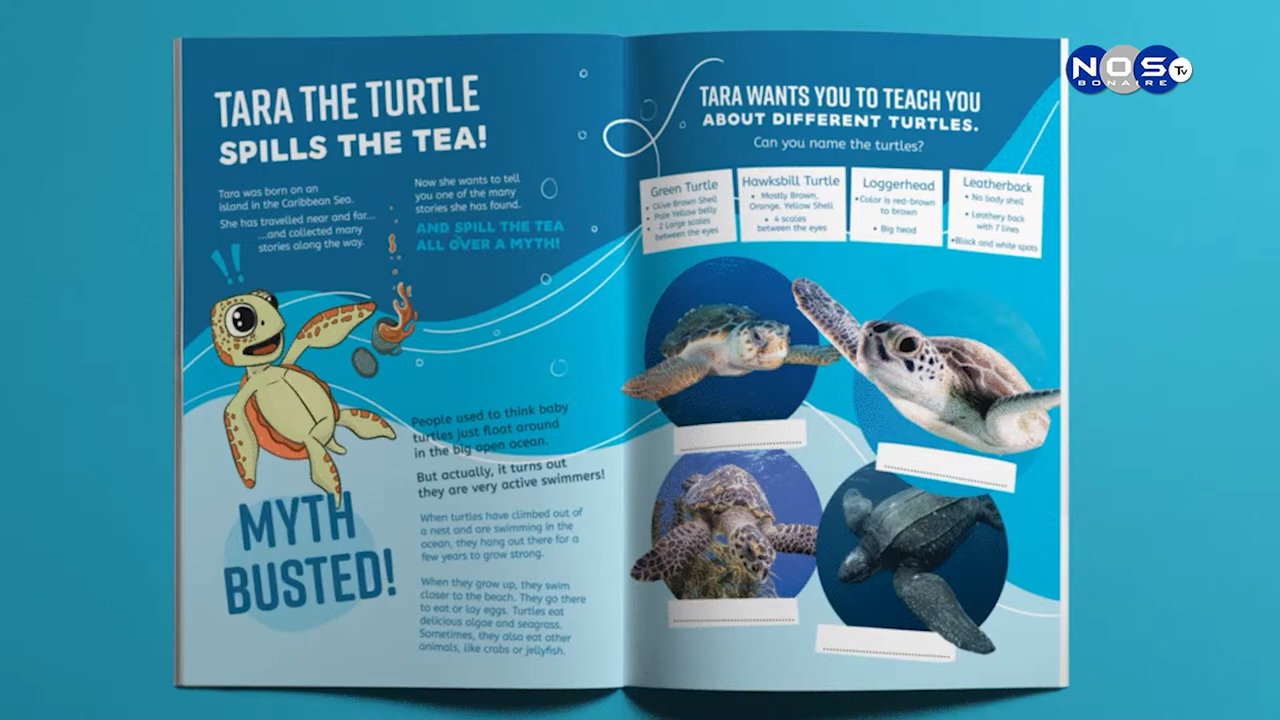 TARA THE TURTLE
SPILLS THE TEA!
Tara was born on an
island in the Caribbean Sea.
She has travelled near and far...
...and collected many
stories along the way.
Now she wants to tell
you one of the many
stories she has found.
AND SPILL THE TEA
ALL OVER A MYTH!
!!
People used to think baby
turtles just float around
in the big open ocean.
But actually, it turns out
they are very active swimmers!
MYTH
BUSTED!
When turtles have climbed out of
a nest and are swimming in the
ocean, they hang out there for a
few years to grow strong.
When they grow up, they swim
closer to the beach. They go there
to eat or lay eggs. Turtles eat
delicious algae and seagrass.
Sometimes, they also eat other
animals, like crabs or jellyfish.
TARA WANTS YOU TO TEACH YOU
ABOUT DIFFERENT TURTLES.
Can you name the turtles?
Green Turtle
• Olive Brown Shell
• Pale Yellow belly
• 2 Large scales
between the eyes
Hawksbill Turtle
• Mostly Brown,
Orange, Yellow Shell
• 4 scales
between the eyes
Loggerhead
•Color is red-brown
to brown
• Big head
Leatherback
• No body shell
• Leathery back
with 7 lines
•Black and white spots
NOS Tv
BONAIRE